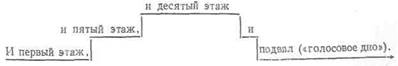 и десятый этаж
и пятый этаж,
и
И первый этаж,
подвал («голосовое дно»).